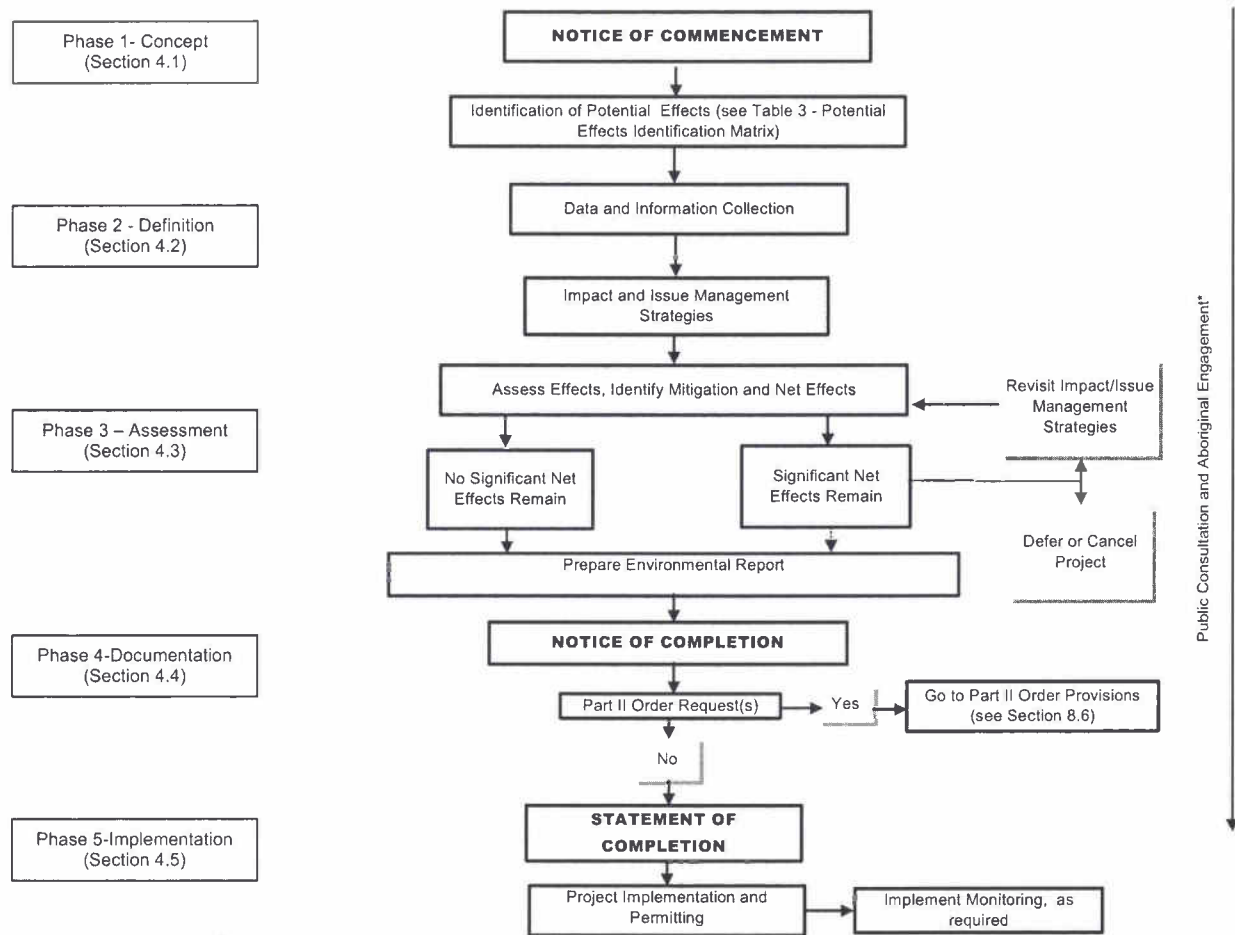 Phase 1- Concept
(Section 4.1)
NOTICE OF COMMENCEMENT
Identification of Potential Effects (see Table 3 - Potential
Effects Identification Matrix)
Phase 2 - Definition
(Section 4.2)
Data and Information Collection
Impact and Issue Management
Strategies
Phase 3 – Assessment
(Section 4.3)
Assess Effects, Identify Mitigation and Net Effects
Revisit Impact/Issue
Management
Strategies
No Significant Net
Effects Remain
Significant Net
Effects Remain
Defer or Cancel
Project
Prepare Environmental Report
Phase 4-Documentation
(Section 4.4)
NOTICE OF COMPLETION
Part II Order Request(s)
Yes
Go to Part II Order Provisions
(see Section 8.6)
No
Phase 5-Implementation
(Section 4.5)
STATEMENT OF
COMPLETION
Project Implementation and
Permitting
Implement Monitoring, as
required
Public Consultation and Aboriginal Engagement*